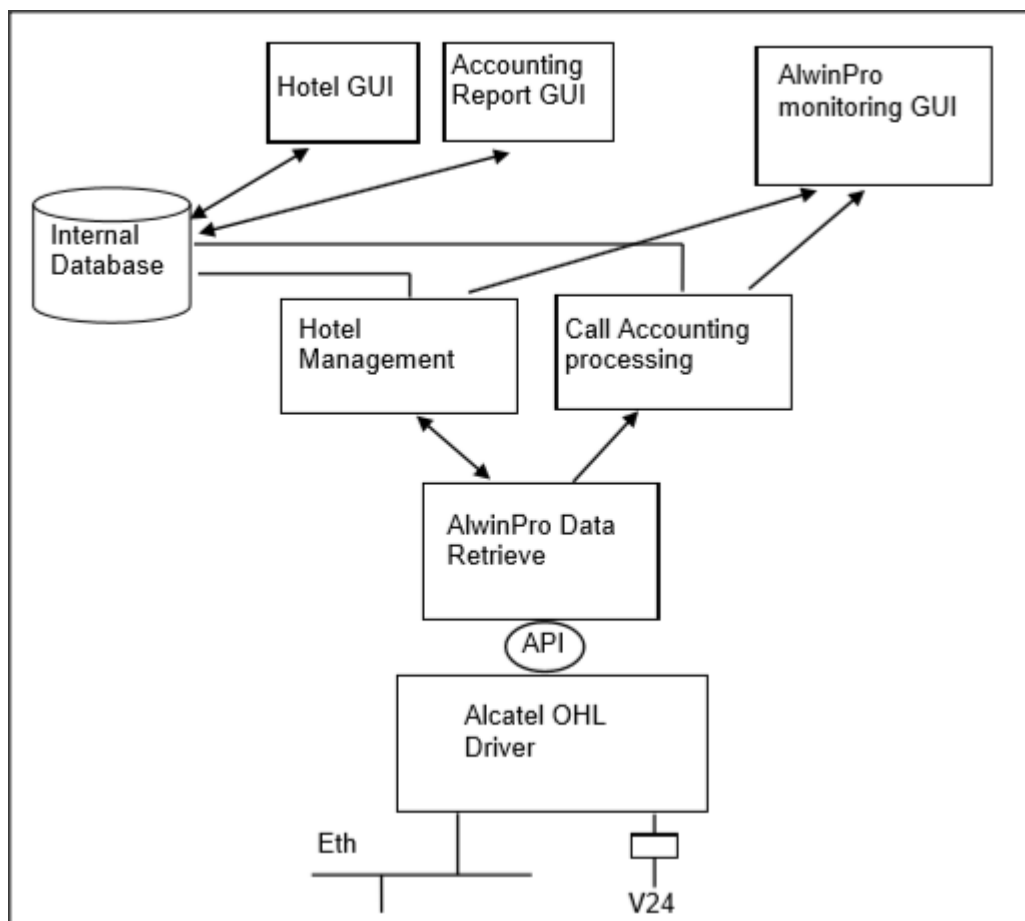 Hotel GUI
Accounting
Report GUI
AlwinPro
monitoring GUI
Internal
Database
Hotel
Management
Call Accounting
processing
AlwinPro Data
Retrieve
API
Alcatel OHL
Driver
Eth
V24